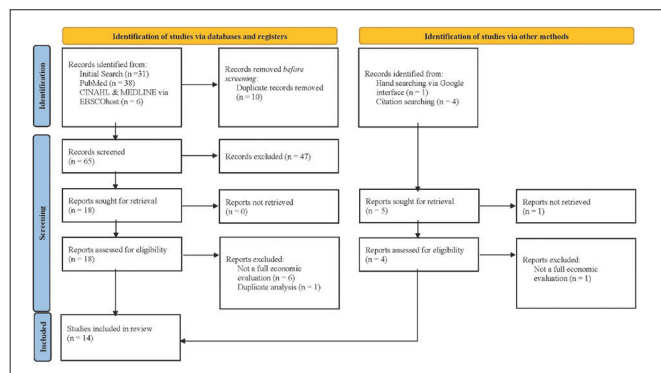 Identification of studies via databases and registers
Identification of studies via other methods
Identification
Records identified from:
Initial Search (n =31)
PubMed (n = 38)
CINAHL & MEDLINE via
EBSCOhost (n = 6)
Records removed before
screening:
Duplicate records removed
(n = 10)
Records identified from:
Hand searching via Google
interface (n = 1)
Citation searching (n = 4)
Screening
Records screened
(n = 65)
Records excluded (n = 47)
Reports sought for retrieval
(n = 18)
Reports not retrieved
(n = 0)
Reports sought for retrieval
(n = 5)
Reports not retrieved
(n = 1)
Reports assessed for eligibility
(n = 18)
Reports excluded:
Not a full economic
evaluation (n = 6)
Duplicate analysis (n = 1)
Reports assessed for eligibility
(n = 4)
Reports excluded:
Not a full economic
evaluation (n = 1)
Included
Studies included in review
(n = 14)